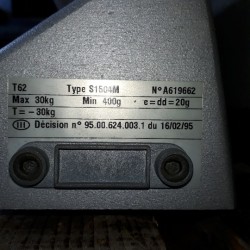 T62 Type S1504M N° A619662
Max 30kg Min 400g e=dd=20g
T= -30kg
III Décision n° 95.00.624.003.1 du 16/02/95